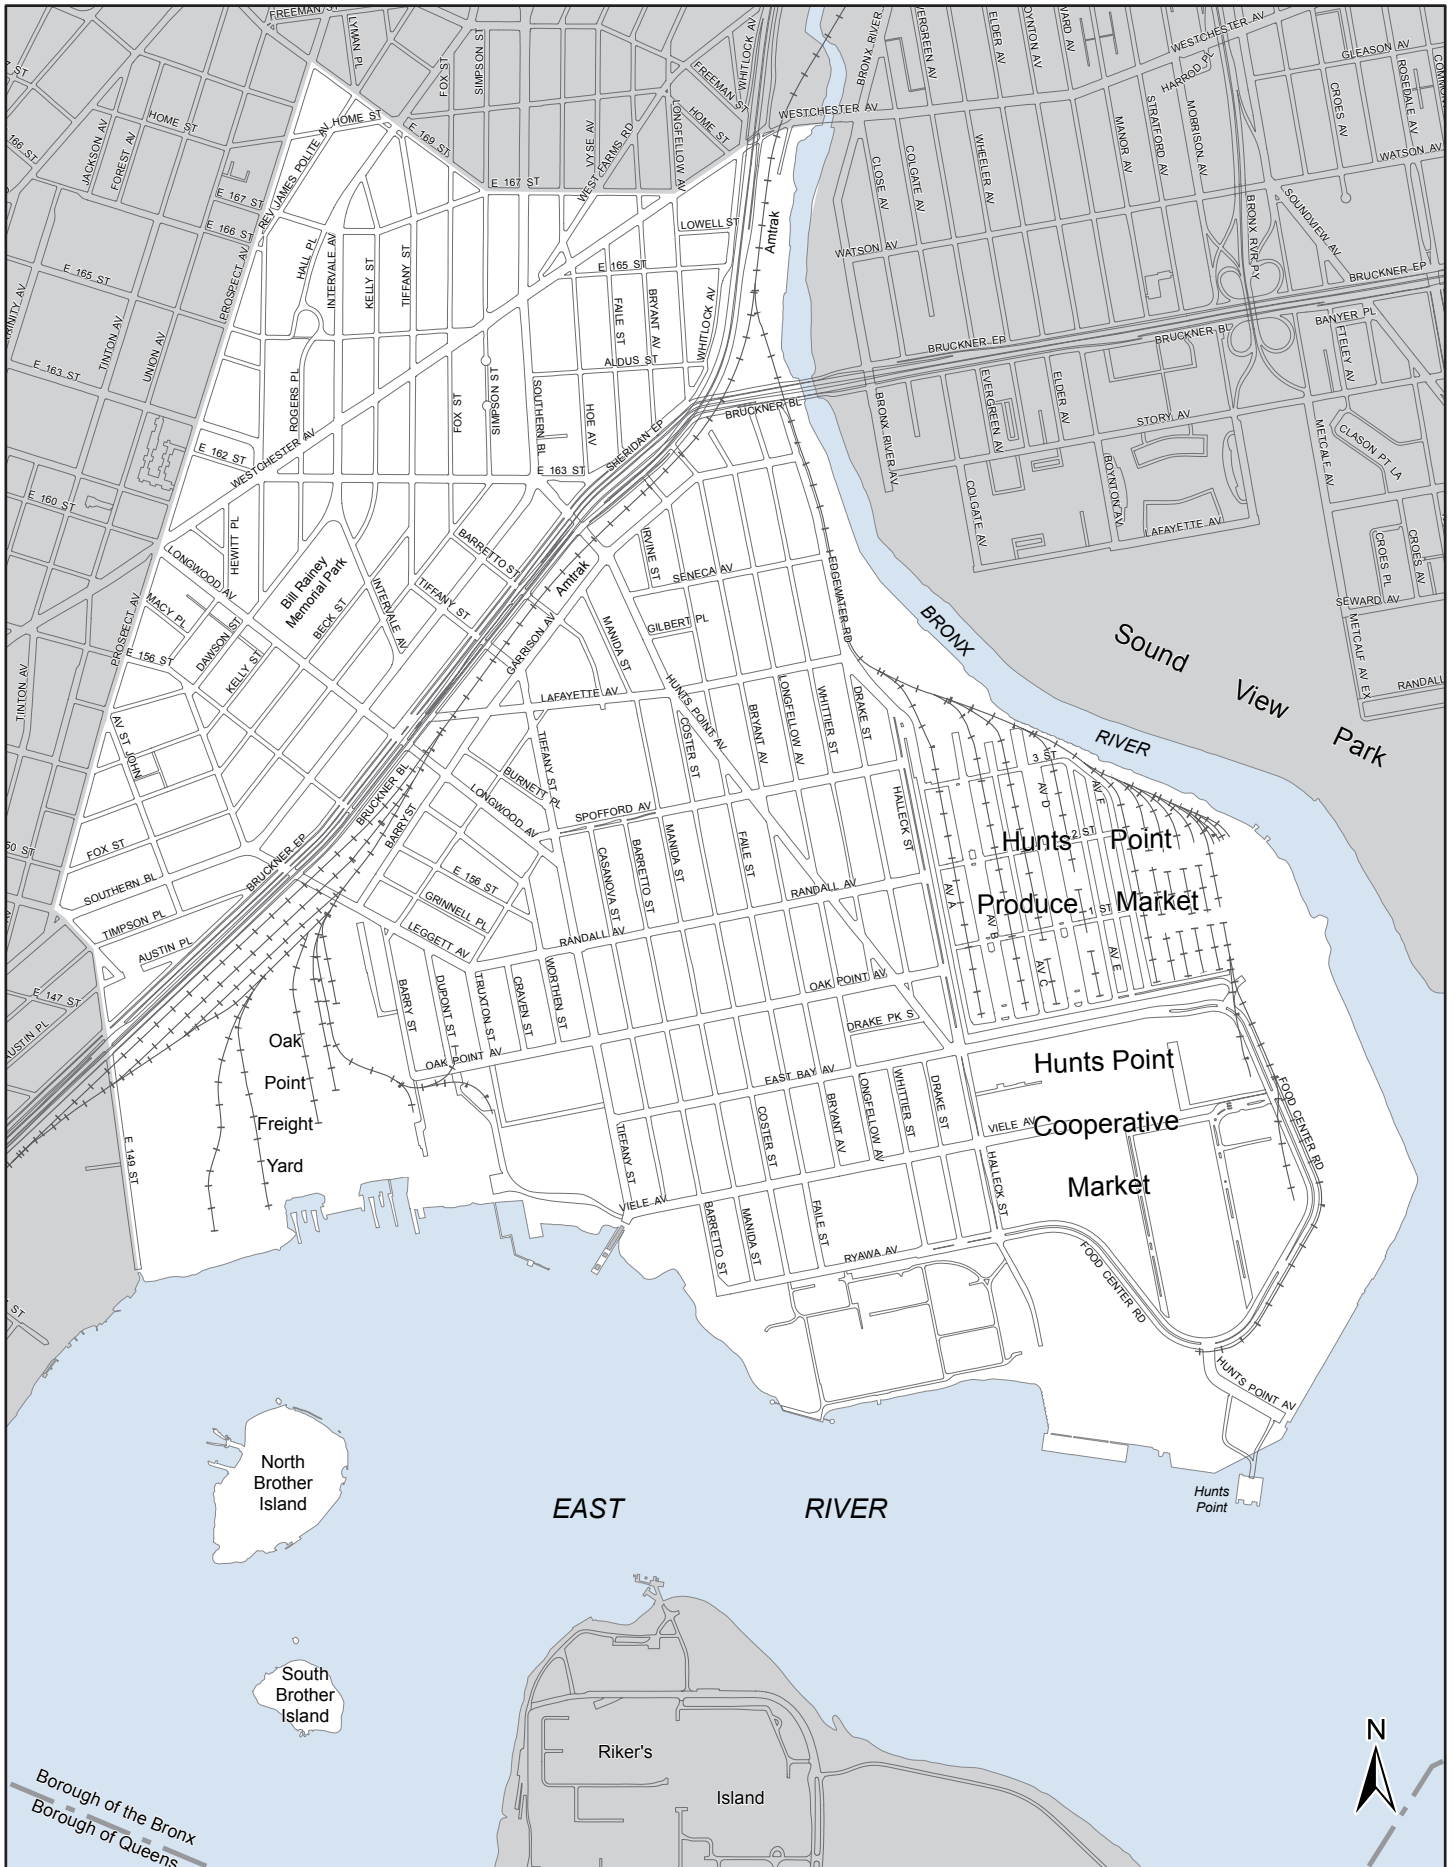 FREEMAN ST
LYMAN PL
FOX ST
SIMPSON ST
WHITLOCK AV
FREEMAN ST
BRONX RIVER
ELDER AV
WESTCHESTER AV
HARROD PL
GLEASON AV
ROSEDALE AV
CROES AV
HOME ST
JACKSON AV
FOREST AV
REV JAMES POLITE AV
HOME ST
E 169 ST
VYSE AV
WEST FARMS RD
LONGFELLOW AV
HOME ST
WESTCHESTER AV
CLOSE AV
COLGATE AV
WHEELER AV
MANOR AV
STRATFORD AV
MORRISON AV
WATSON AV
E 167 ST
E 167 ST
E 166 ST
LOWELL ST
Amtrak
WATSON AV
BRONX RVR PY
SOUNDVIEW AV
BRUCKNER EP
E 165 ST
PROSPECT AV
HALL PL
INTERVALE AV
KELLY ST
TIFFANY ST
E 165 ST
FAILE ST
BRYANT AV
WHITLOCK AV
TINTON AV
UNION AV
E 163 ST
ALDUS ST
BRUCKNER EP
BRUCKNER BL
BANYER PL
FTELEY AV
ROGERS PL
FOX ST
SIMPSON ST
SOUTHERN BL
HOE AV
SHERIDAN EP
BRUCKNER BL
BRONX RIVER AV
EVERGREEN AV
ELDER AV
STORY AV
METCALF AV
CLASON PT LA
E 162 ST
WESTCHESTER AV
E 163 ST
E 160 ST
COLGATE AV
BOYNTON AV
LAFAYETTE AV
CROES PL
CROES AV
LONGWOOD AV
HEWITT PL
Bill Rainey
Memorial Park
BARRETTO ST
Amtrak
IRVINE ST
SENECA AV
EDGEWATER RD
SEWARD AV
METCALF AV EX
MACY PL
PROSPECT AV
E 156 ST
DAWSON ST
KELLY ST
BECK ST
INTERVALE AV
TIFFANY ST
GARRISON AV
MANIDA ST
GILBERT PL
BRONX
RIVER
Sound
View
Park
TINTON AV
AV ST JOHN
LAFAYETTE AV
HUNTS POINT AV
COSTER ST
BRYANT AV
LONGFELLOW AV
WHITTIER ST
DRAKE ST
3 ST
BRUCKNER BL
BARRY ST
TIFFANY ST
BURNETT PL
LONGWOOD AV
SPOFFORD AV
HALLECK ST
AV D
AV F
2 ST
Hunts Point
Produce Market
FOX ST
SOUTHERN BL
BRUCKNER EP
E 156 ST
GRINNELL PL
LEGGETT AV
CASANOVA ST
BARRETTO ST
MANIDA ST
FAILE ST
RANDALL AV
AV A
AV B
1 ST
TIMPSON PL
AUSTIN PL
RANDALL AV
AV C
AV E
E 147 ST
BARRY ST
DUPONT ST
TRUXTON ST
CRAVEN ST
WORTHEN ST
OAK POINT AV
DRAKE PK S
Oak
Point
Freight
Yard
OAK POINT AV
EAST BAY AV
Hunts Point
Cooperative
Market
E 149 ST
TIFFANY ST
COSTER ST
BRYANT AV
LONGFELLOW AV
WHITTIER ST
DRAKE ST
VIELE AV
HALLECK ST
FOOD CENTER RD
VIELE AV
BARRETTO ST
MANIDA ST
FAILE ST
RYAWA AV
FOOD CENTER RD
HUNTS POINT AV
Hunts
Point
North
Brother
Island
EAST RIVER
South
Brother
Island
Riker's
Island
N
Borough of the Bronx
Borough of Queens